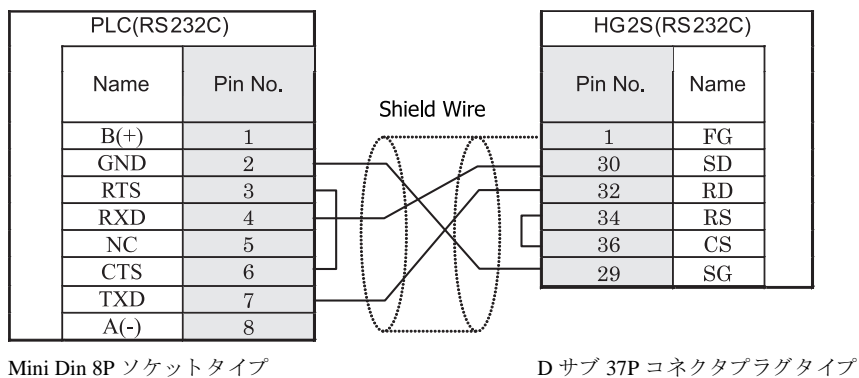 PLC(RS232C)
Name Pin No.
B(+) 1
GND 2
RTS 3
RXD 4
NC 5
CTS 6
TXD 7
A(-) 8
Shield Wire
HG2S(RS232C)
Pin No. Name
1 FG
30 SD
32 RD
34 RS
36 CS
29 SG
Mini Din 8P ソケットタイプ
D サブ 37P コネクタプラグタイプ